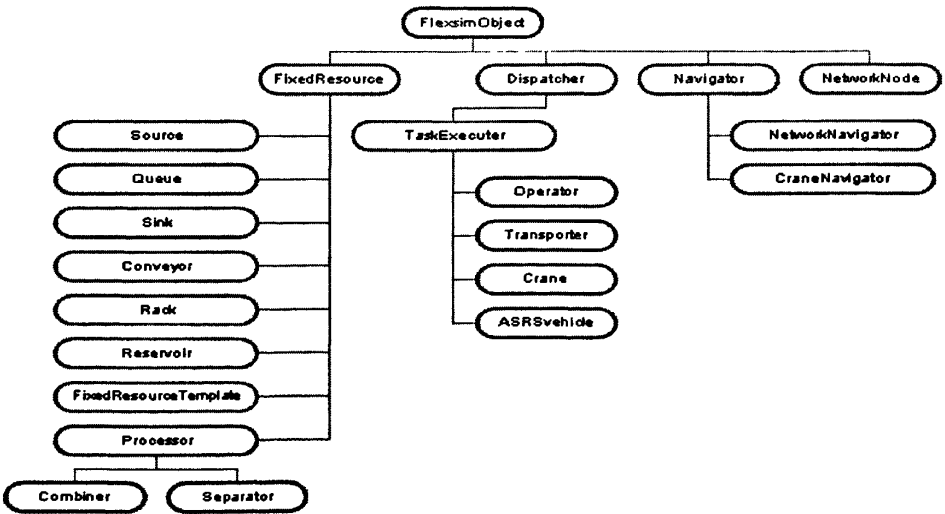 FlexsimObject
FixedResource
Dispatcher
Navigator
NetworkNode
Source
TaskExecuter
NetworkNavigator
Queue
CraneNavigator
Operator
Sink
Transporter
Conveyor
Crane
Rack
ASRSvehicle
Reservoir
FixedResourceTemplate
Processor
Combiner
Separator